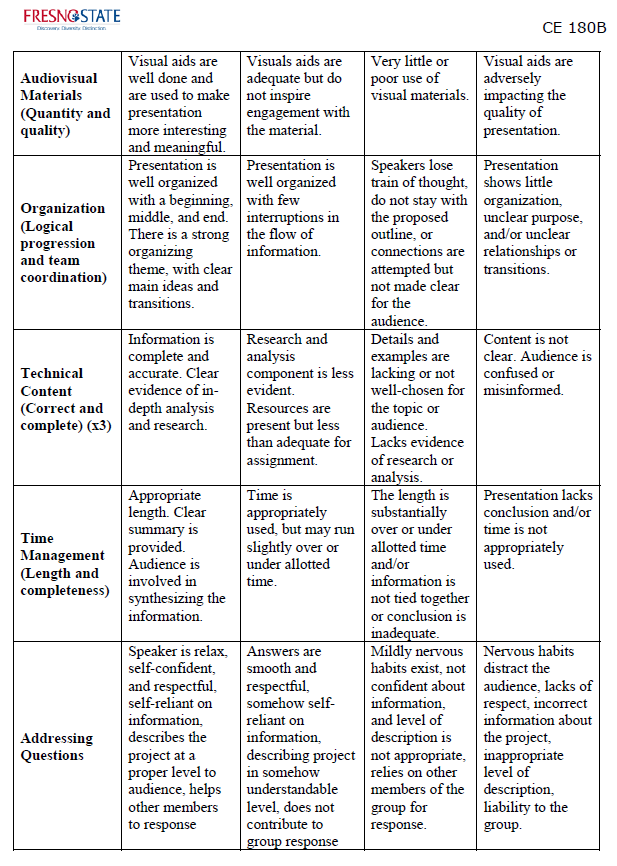 FRESNO STATE
Discovery. Diversity. Distinction.
CE 180B
Audiovisual
Materials
(Quantity and
quality)
Visual aids are
well done and
are used to make
presentation
more interesting
and meaningful.
Visuals aids are
adequate but do
not inspire
engagement with
the material.
Very little or
poor use of
visual materials.
Visual aids are
adversely
impacting the
quality of
presentation.
Organization
(Logical
progression
and team
coordination)
Presentation is
well organized
with a beginning,
middle, and end.
There is a strong
organizing
theme, with clear
main ideas and
transitions.
Presentation is
well organized
with few
interruptions in
the flow of
information.
Speakers lose
train of thought,
do not stay with
the proposed
outline, or
connections are
attempted but
not made clear
for the
audience.
Presentation
shows little
organization,
unclear purpose,
and/or unclear
relationships or
transitions.
Technical
Content
(Correct and
complete) (x3)
Information is
complete and
accurate. Clear
evidence of in-
depth analysis
and research.
Research and
analysis
component is less
evident.
Resources are
present but less
than adequate for
assignment.
Details and
examples are
lacking or not
well-chosen for
the topic or
audience.
Lacks evidence
of research or
analysis.
Content is not
clear. Audience is
confused or
misinformed.
Time
Management
(Length and
completeness)
Appropriate
length. Clear
summary is
provided.
Audience is
involved in
synthesizing the
information.
Time is
appropriately
used, but may run
slightly over or
under allotted
time.
The length is
substantially
over or under
allotted time
and/or
information is
not tied together
or conclusion is
inadequate.
Presentation lacks
conclusion and/or
time is not
appropriately
used.
Addressing
Questions
Speaker is relax,
self-confident,
and respectful,
self-reliant on
information,
describes the
project at a
proper level to
audience, helps
other members
to response
Answers are
smooth and
respectful,
somehow self-
reliant on
information,
describing project
in somehow
understandable
level, does not
contribute to
group response
Mildly nervous
habits exist, not
confident about
information,
and level of
description is
not appropriate,
relies on other
members of the
group for
response.
Nervous habits
distract the
audience, lacks of
respect, incorrect
information about
the project,
inappropriate
level of
description,
liability to the
group.